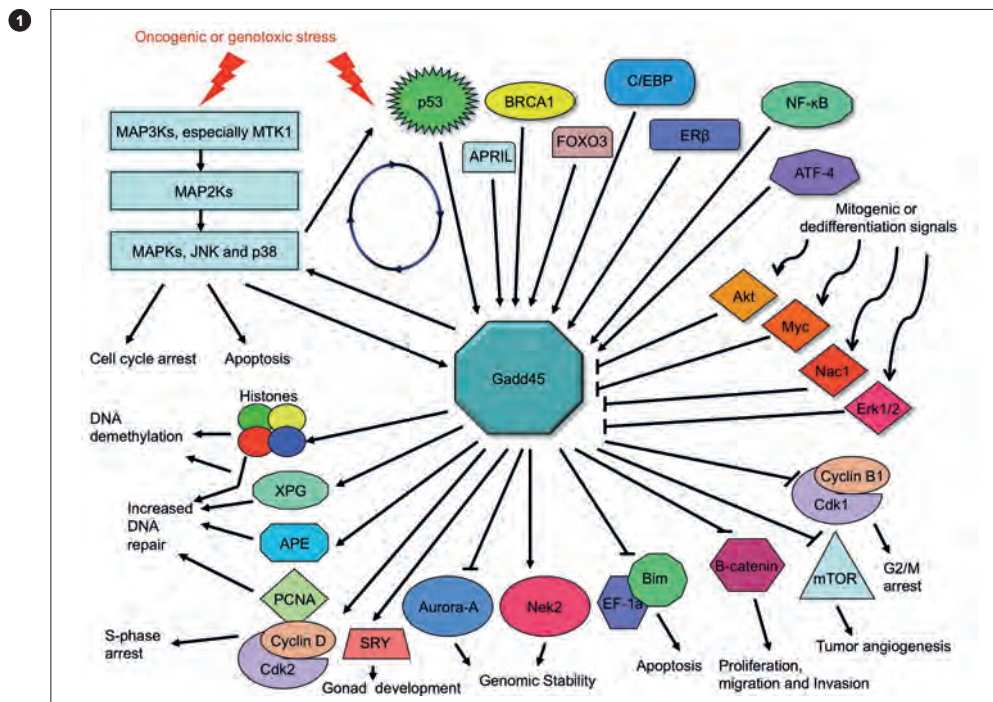 1
Oncogenic or genotoxic stress
p53
BRCA1
C/EBP
NF-κB
MAP3Ks, especially MTK1
APRIL
FOXO3
ERβ
ATF-4
MAP2Ks
Mitogenic or
dedifferentiation signals
MAPKs, JNK and p38
Akt
Myc
Cell cycle arrest
Apoptosis
Gadd45
Nac1
Erk1/2
Histones
DNA
demethylation
XPG
Cyclin B1
Cdk1
Increased
DNA
repair
APE
G2/M
arrest
PCNA
Aurora-A
Nek2
EF-1a
Bim
B-catenin
mTOR
S-phase
arrest
Cyclin D
Cdk2
SRY
Gonad development
Genomic Stability
Apoptosis
Proliferation,
migration and Invasion
Tumor angiogenesis